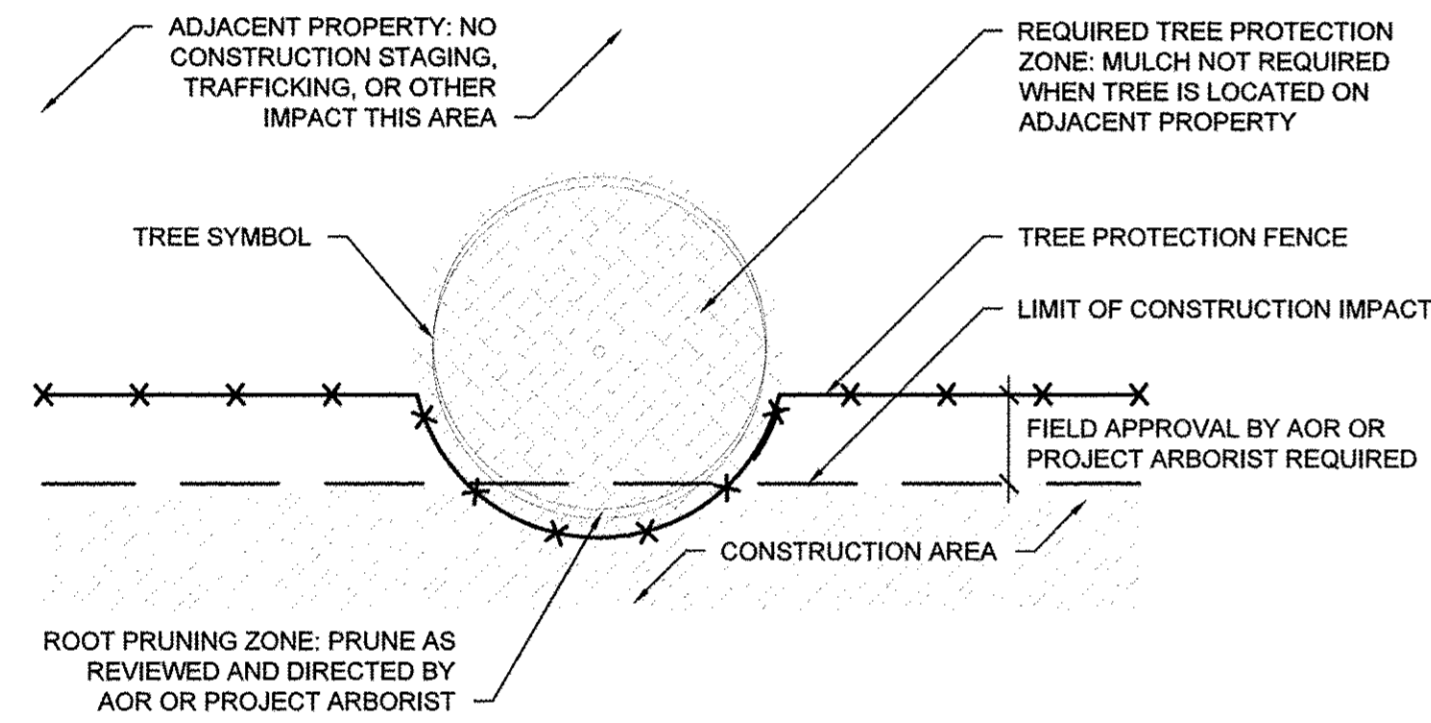 ADJACENT PROPERTY: NO
CONSTRUCTION STAGING,
TRAFFICKING, OR OTHER
IMPACT THIS AREA
REQUIRED TREE PROTECTION
ZONE: MULCH NOT REQUIRED
WHEN TREE IS LOCATED ON
ADJACENT PROPERTY
TREE SYMBOL
TREE PROTECTION FENCE
LIMIT OF CONSTRUCTION IMPACT
FIELD APPROVAL BY AOR OR
PROJECT ARBORIST REQUIRED
CONSTRUCTION AREA
ROOT PRUNING ZONE: PRUNE AS
REVIEWED AND DIRECTED BY
AOR OR PROJECT ARBORIST